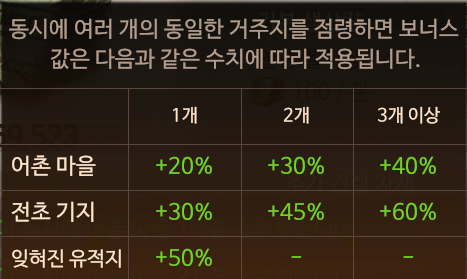 동시에 여러 개의 동일한 거주지를 점령하면 보너스
값은 다음과 같은 수치에 따라 적용됩니다.
1개 2개 3개 이상
어촌 마을 +20% +30% +40%
전초 기지 +30% +45% +60%
잊혀진 유적지 +50% - -